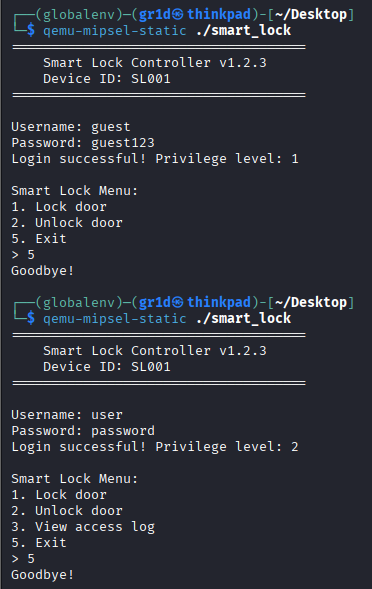 ┌──(globalenv)─(gr1d㉿thinkpad)-[~/Desktop]
└─$ qemu-mipsel-static ./smart_lock
═══════════════════════════════════════
    Smart Lock Controller v1.2.3
    Device ID: SL001
═══════════════════════════════════════

Username: guest
Password: guest123
Login successful! Privilege level: 1

Smart Lock Menu:
1. Lock door
2. Unlock door
5. Exit
> 5
Goodbye!

┌──(globalenv)─(gr1d㉿thinkpad)-[~/Desktop]
└─$ qemu-mipsel-static ./smart_lock
═══════════════════════════════════════
    Smart Lock Controller v1.2.3
    Device ID: SL001
═══════════════════════════════════════

Username: user
Password: password
Login successful! Privilege level: 2

Smart Lock Menu:
1. Lock door
2. Unlock door
3. View access log
5. Exit
> 5
Goodbye!